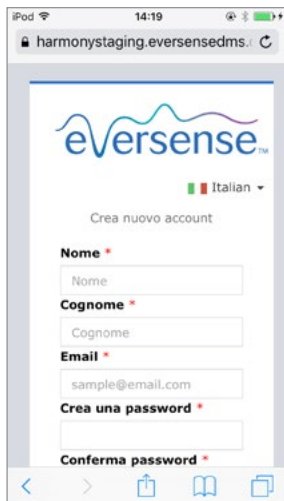 iPod 14:19
harmonystaging.eversensedms.
eversense™
Italian
Crea nuovo account
Nome *
Nome
Cognome *
Cognome
Email *
sample@email.com
Crea una password *
Conferma password *